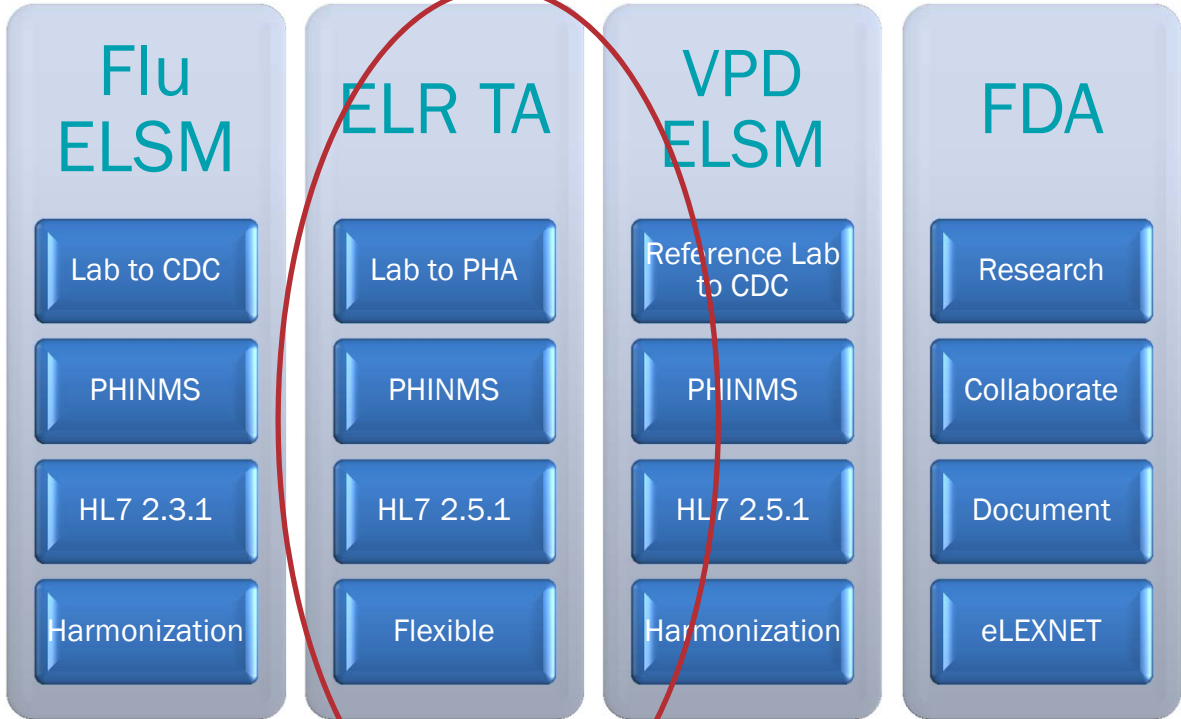 Flu
ELSM
Lab to CDC
PHINMS
HL7 2.3.1
Harmonization
ELR TA
Lab to PHA
PHINMS
HL7 2.5.1
Flexible
VPD
ELSM
Reference Lab
to CDC
PHINMS
HL7 2.5.1
Harmonization
FDA
Research
Collaborate
Document
eLEXNET